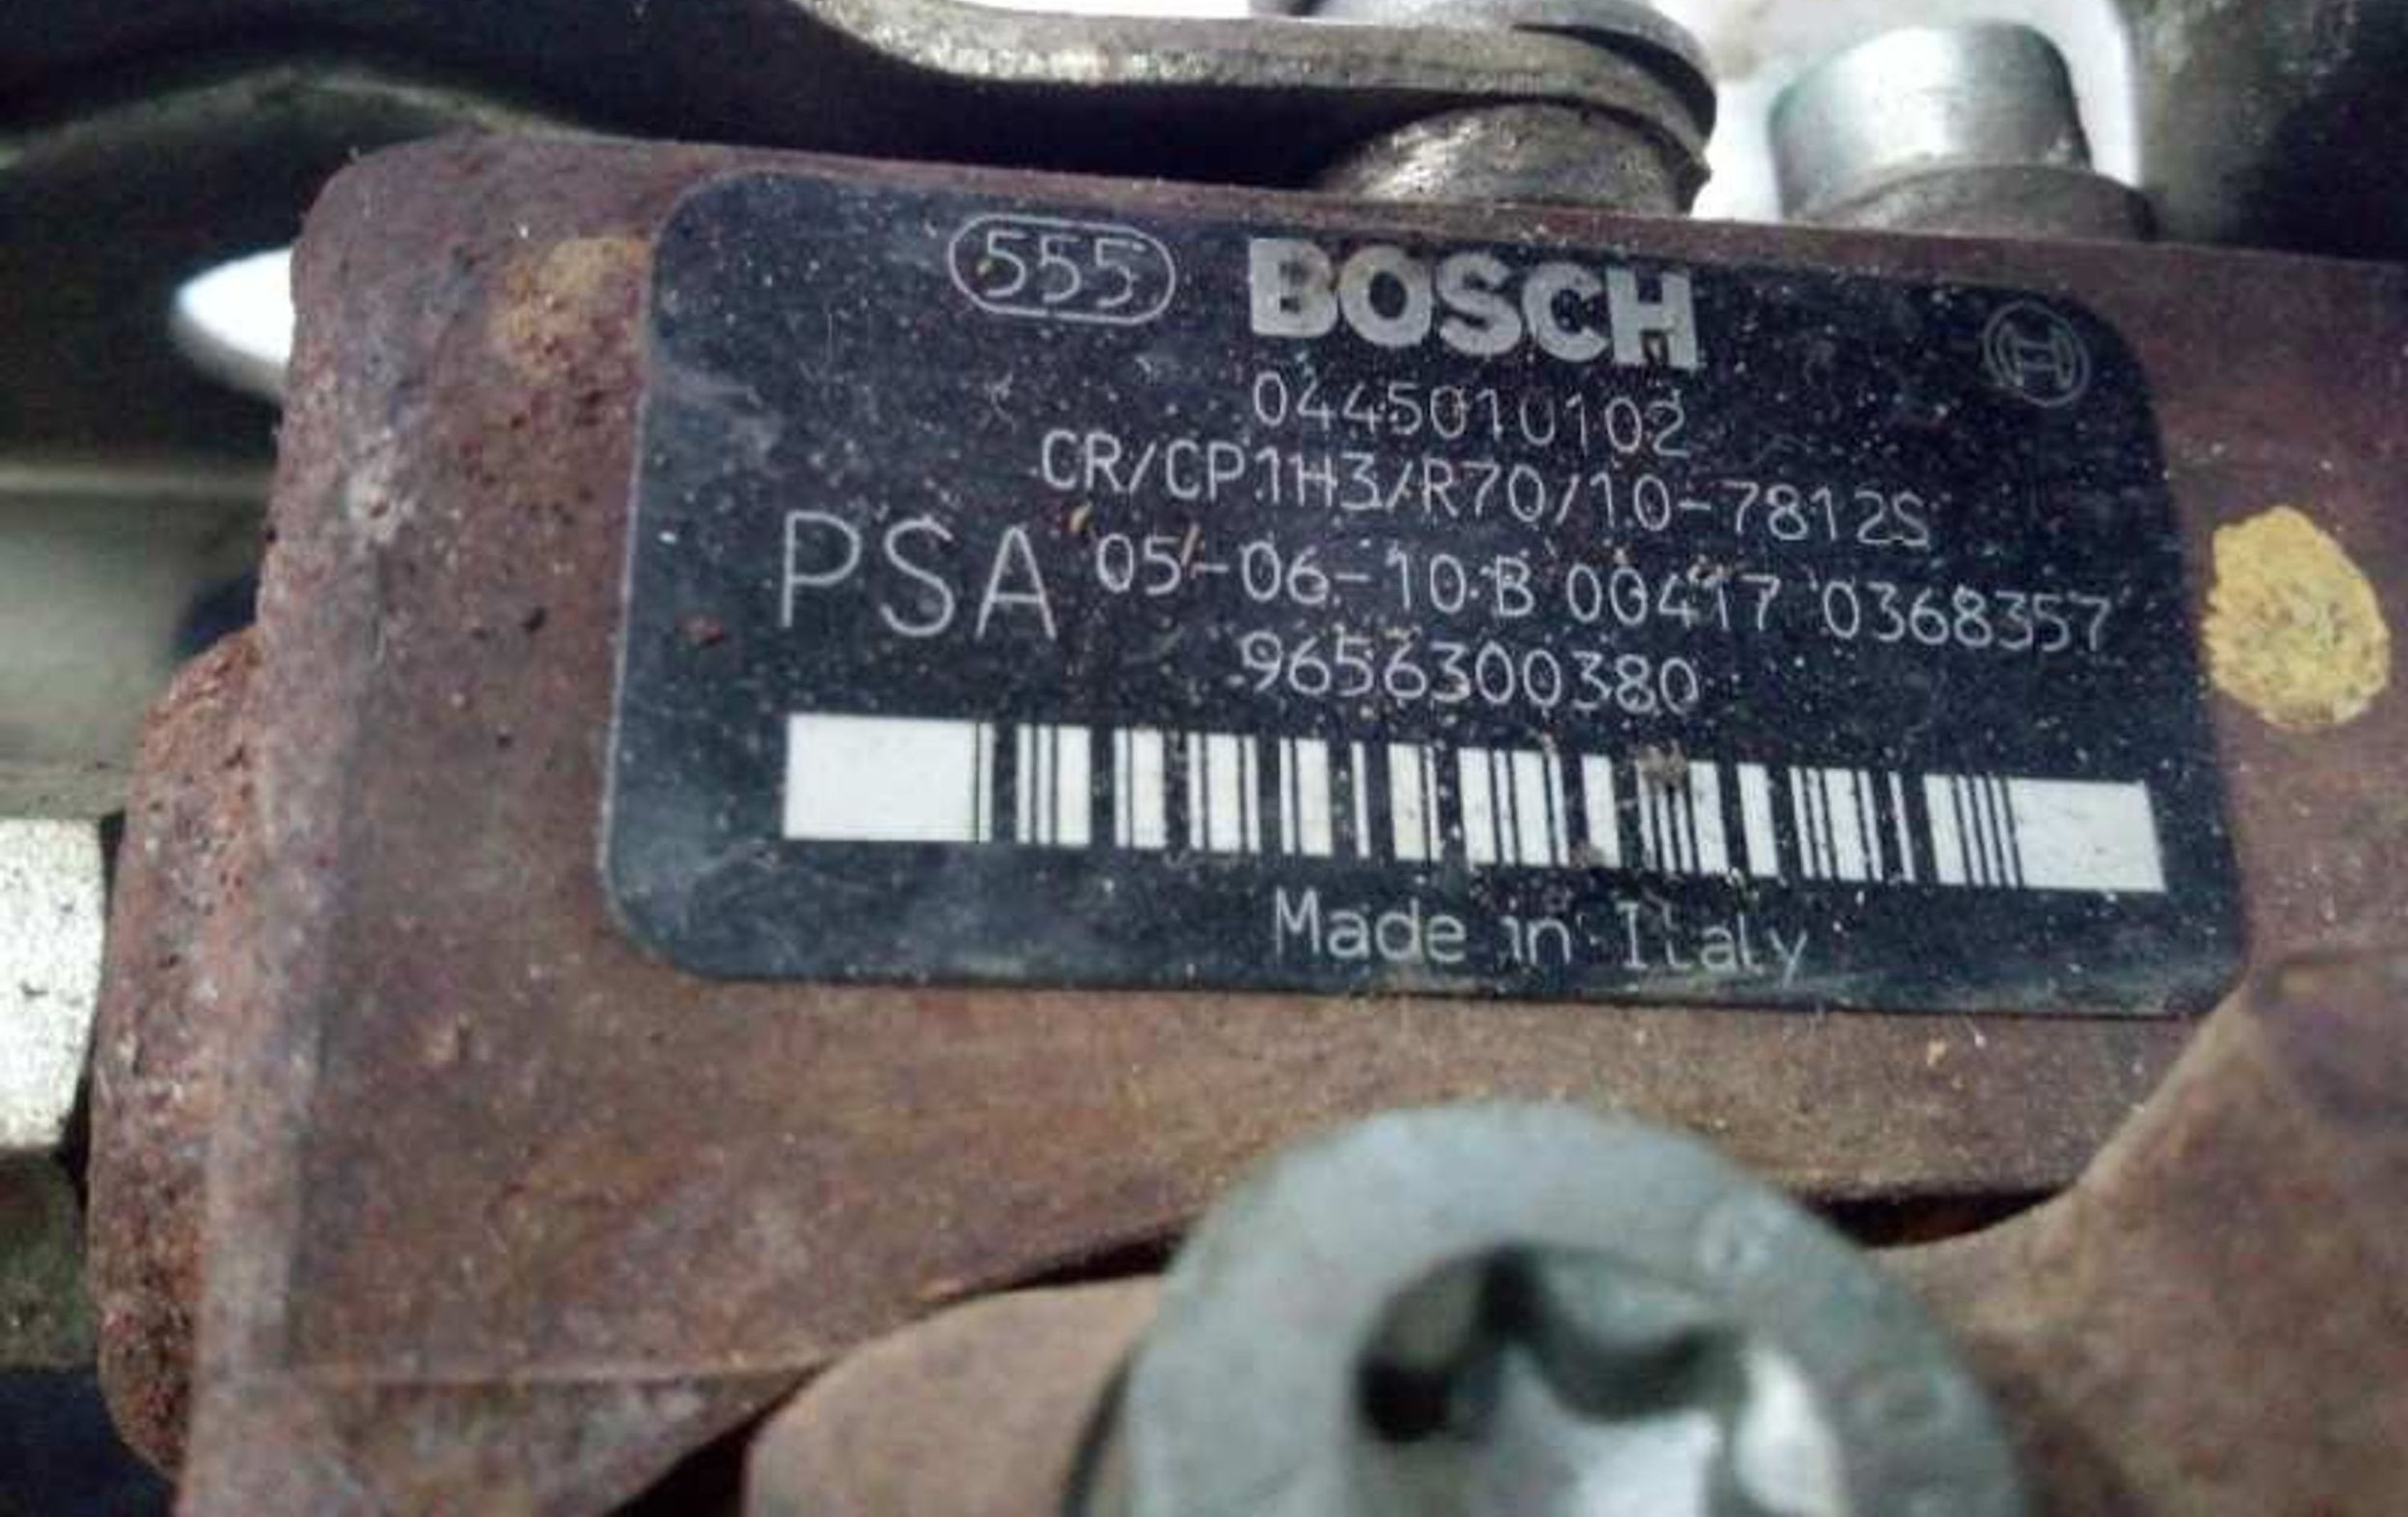 555 BOSCH
0445010102
CR/CP1H3/R70/10-7812S
PSA 05-06-10 B 00417 0368357
9656300380
Made in Italy